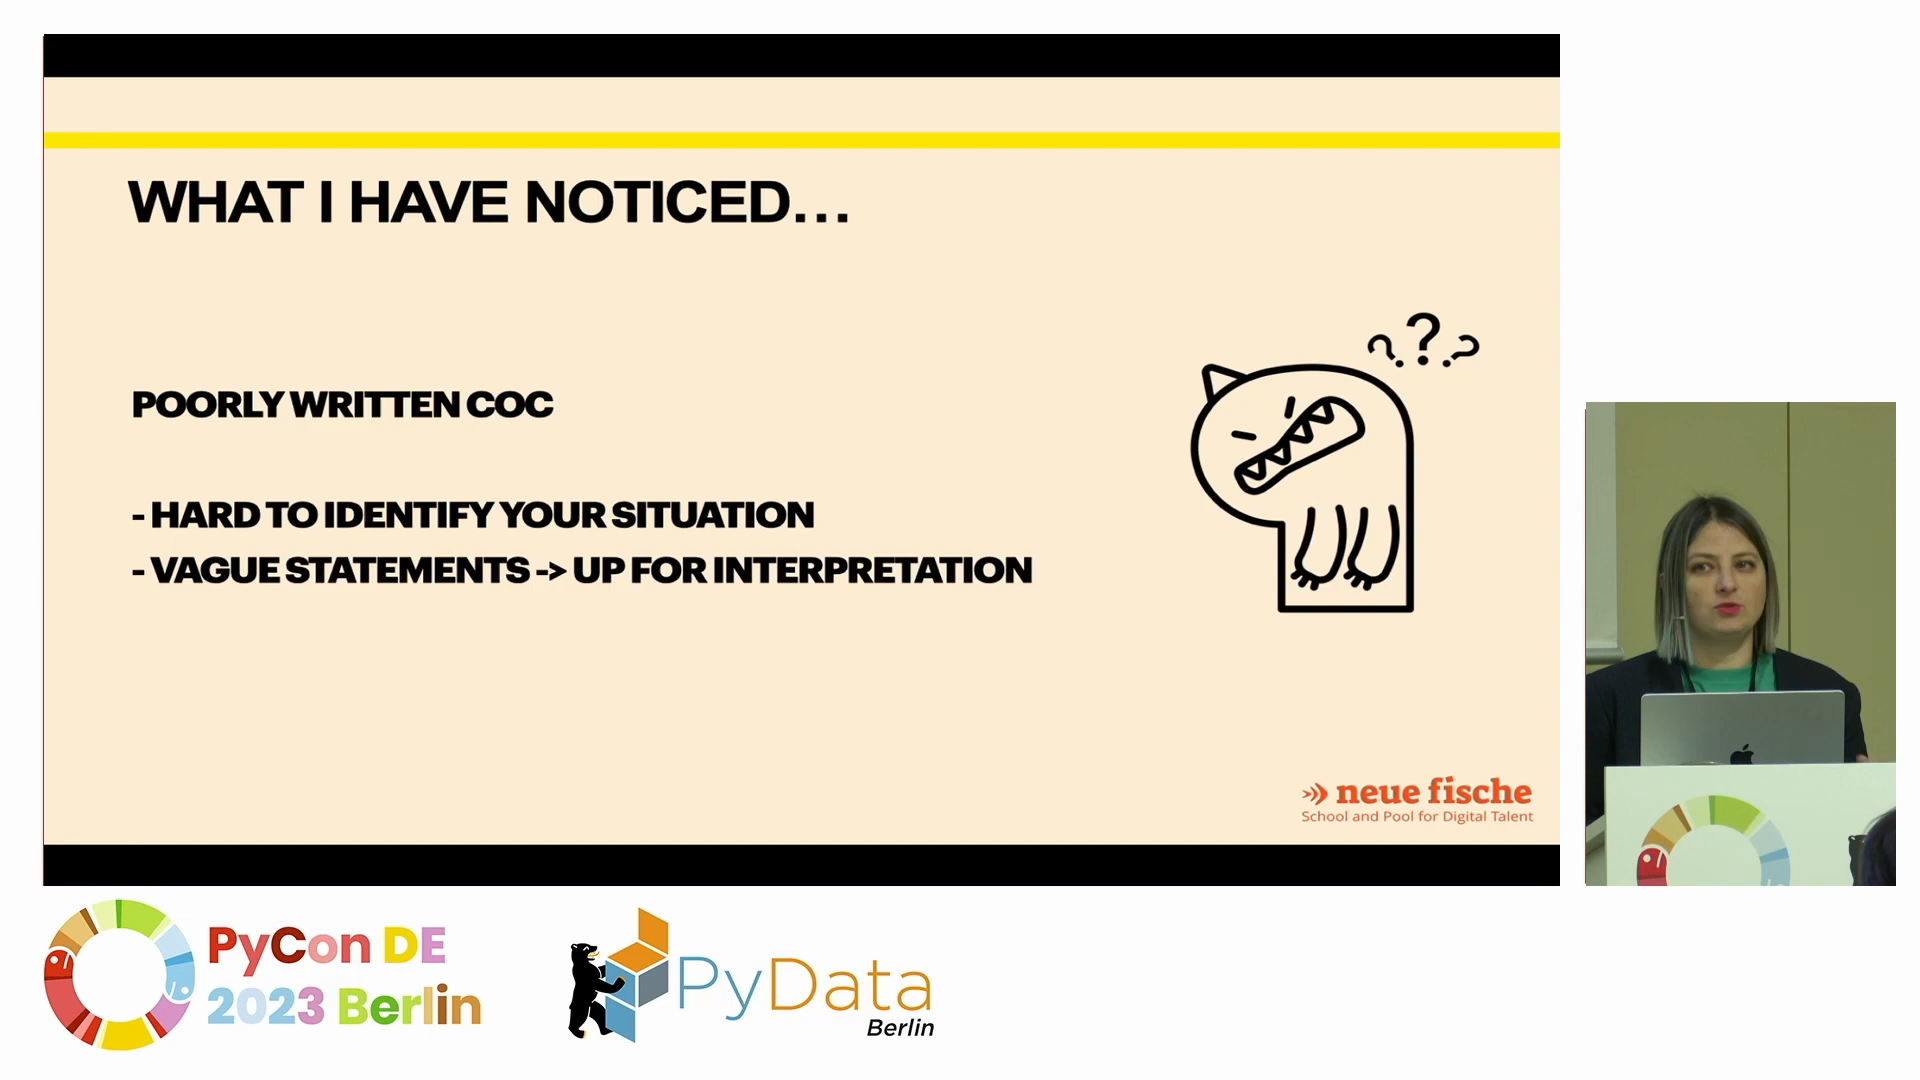 WHAT I HAVE NOTICED...
? ? ?
POORLY WRITTEN COC
- HARD TO IDENTIFY YOUR SITUATION
- VAGUE STATEMENTS -> UP FOR INTERPRETATION
neue fische
School and Pool for Digital Talent
PyCon DE
2023 Berlin
PyData
Berlin